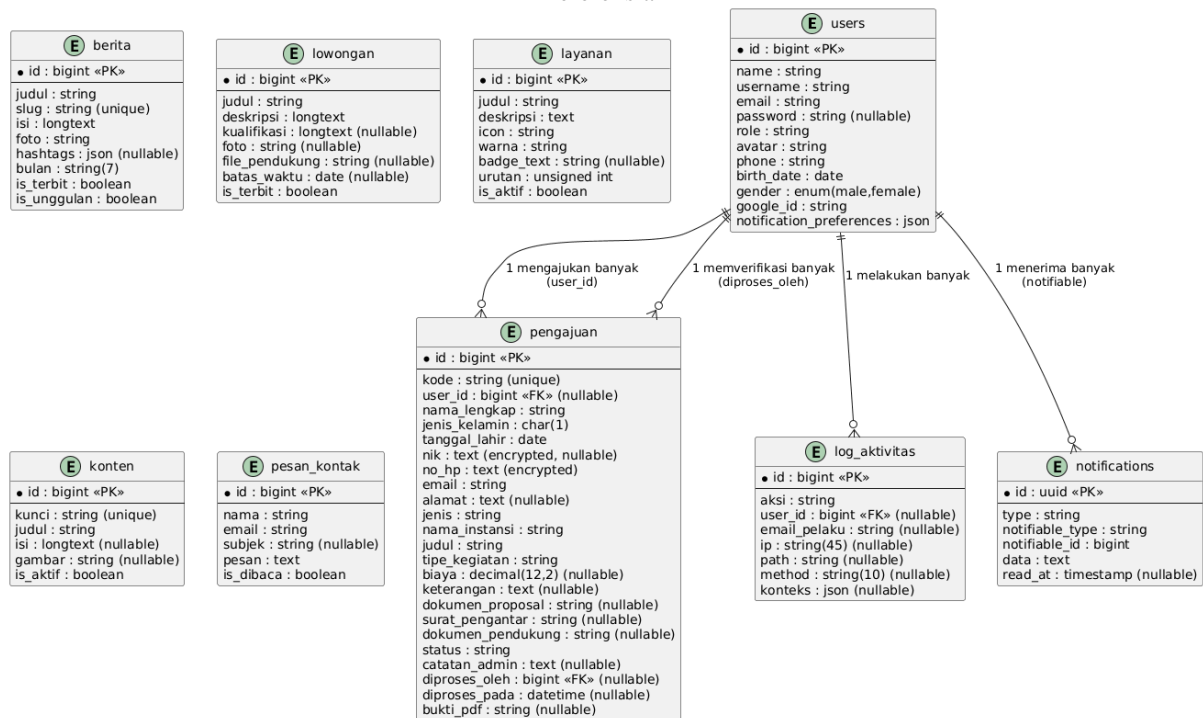 E berita
id : bigint «PK»
judul : string
slug : string (unique)
isi : longtext
foto : string
hashtags : json (nullable)
bulan : string(7)
is_terbit : boolean
is_unggulan : boolean
E lowongan
id : bigint «PK»
judul : string
deskripsi : longtext
kualifikasi : longtext (nullable)
foto : string (nullable)
file_pendukung : string (nullable)
batas_waktu : date (nullable)
is_terbit : boolean
E layanan
id : bigint «PK»
judul : string
deskripsi : text
icon : string
warna : string
badge_text : string (nullable)
urutan : unsigned int
is_aktif : boolean
E users
id : bigint «PK»
name : string
username : string
email : string
password : string (nullable)
role : string
avatar : string
phone : string
birth_date : date
gender : enum(male,female)
google_id : string
notification_preferences : json
1 mengajukan banyak
(user_id)
1 memverifikasi banyak
(diproses_oleh)
1 melakukan banyak
1 menerima banyak
(notifiable)
E konten
id : bigint «PK»
kunci : string (unique)
judul : string
isi : longtext (nullable)
gambar : string (nullable)
is_aktif : boolean
E pesan_kontak
id : bigint «PK»
nama : string
email : string
subjek : string (nullable)
pesan : text
is_dibaca : boolean
E pengajuan
id : bigint «PK»
kode : string (unique)
user_id : bigint «FK» (nullable)
nama_lengkap : string
jenis_kelamin : char(1)
tanggal_lahir : date
nik : text (encrypted, nullable)
no_hp : text (encrypted)
email : string
alamat : text (nullable)
jenis : string
nama_instansi : string
judul : string
tipe_kegiatan : string
biaya : decimal(12,2) (nullable)
keterangan : text (nullable)
dokumen_proposal : string (nullable)
surat_pengantar : string (nullable)
dokumen_pendukung : string (nullable)
status : string
catatan_admin : text (nullable)
diproses_oleh : bigint «FK» (nullable)
diproses_pada : datetime (nullable)
bukti_pdf : string (nullable)
E log_aktivitas
id : bigint «PK»
aksi : string
user_id : bigint «FK» (nullable)
email_pelaku : string (nullable)
ip : string(45) (nullable)
path : string (nullable)
method : string(10) (nullable)
konteks : json (nullable)
E notifications
id : uuid «PK»
type : string
notifiable_type : string
notifiable_id : bigint
data : text
read_at : timestamp (nullable)